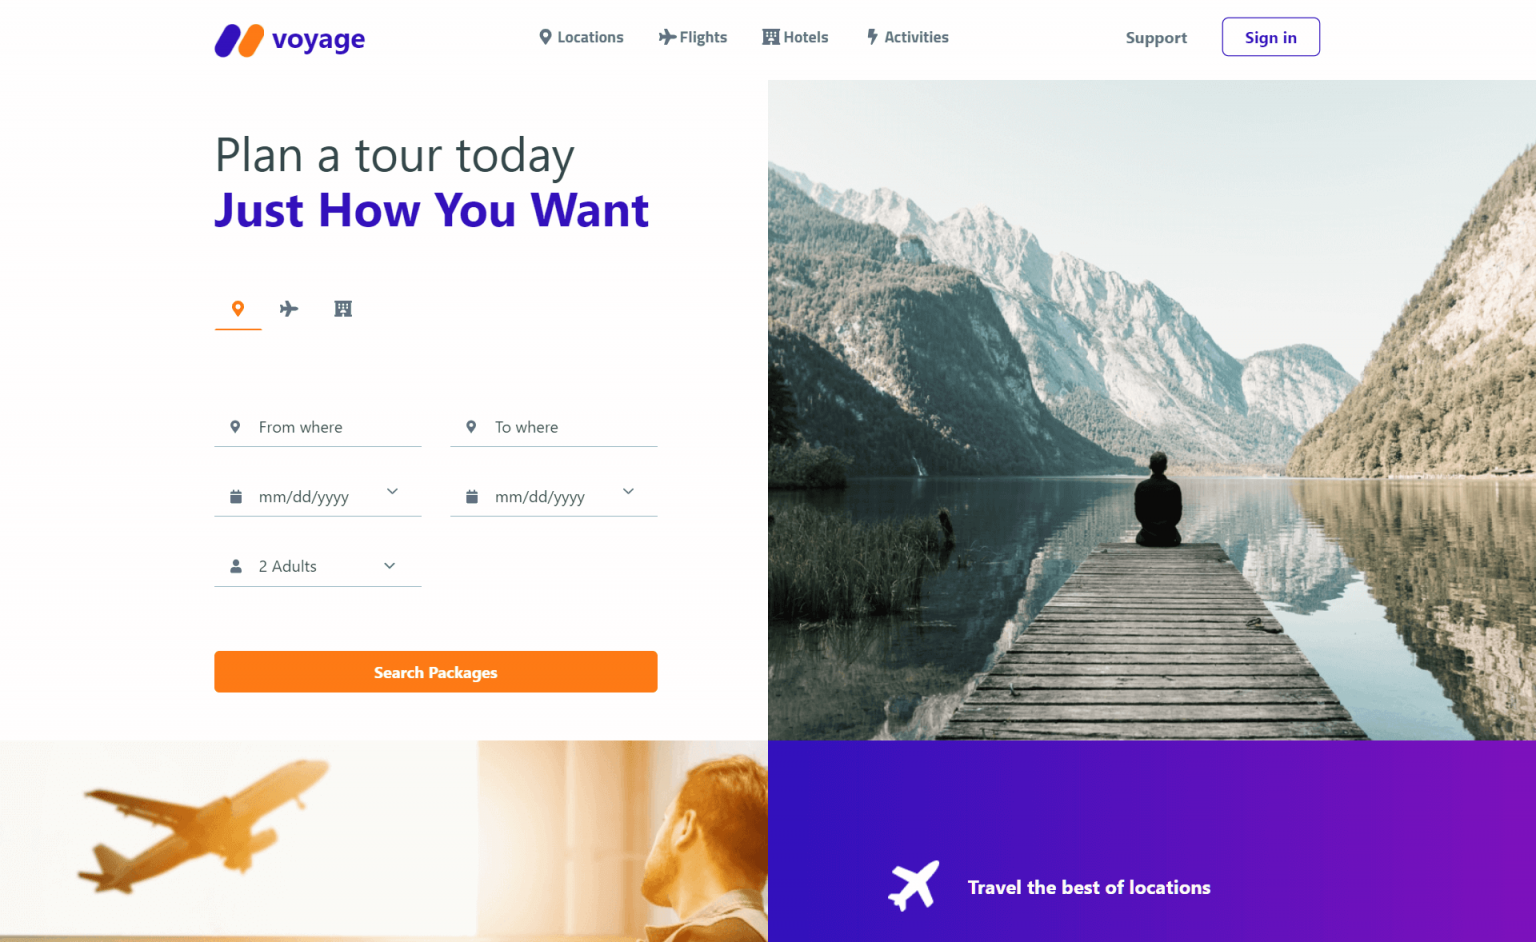 voyage
Locations
Flights
Hotels
Activities
Support
Sign in
Plan a tour today
Just How You Want
From where
To where
mm/dd/yyyy
mm/dd/yyyy
2 Adults
Search Packages
Travel the best of locations